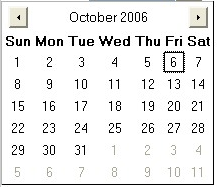 October 2006
Sun Mon Tue Wed Thu Fri Sat
1 2 3 4 5 6 7
8 9 10 11 12 13 14
15 16 17 18 19 20 21
22 23 24 25 26 27 28
29 30 31 1 2 3 4
5 6 7 8 9 10 11